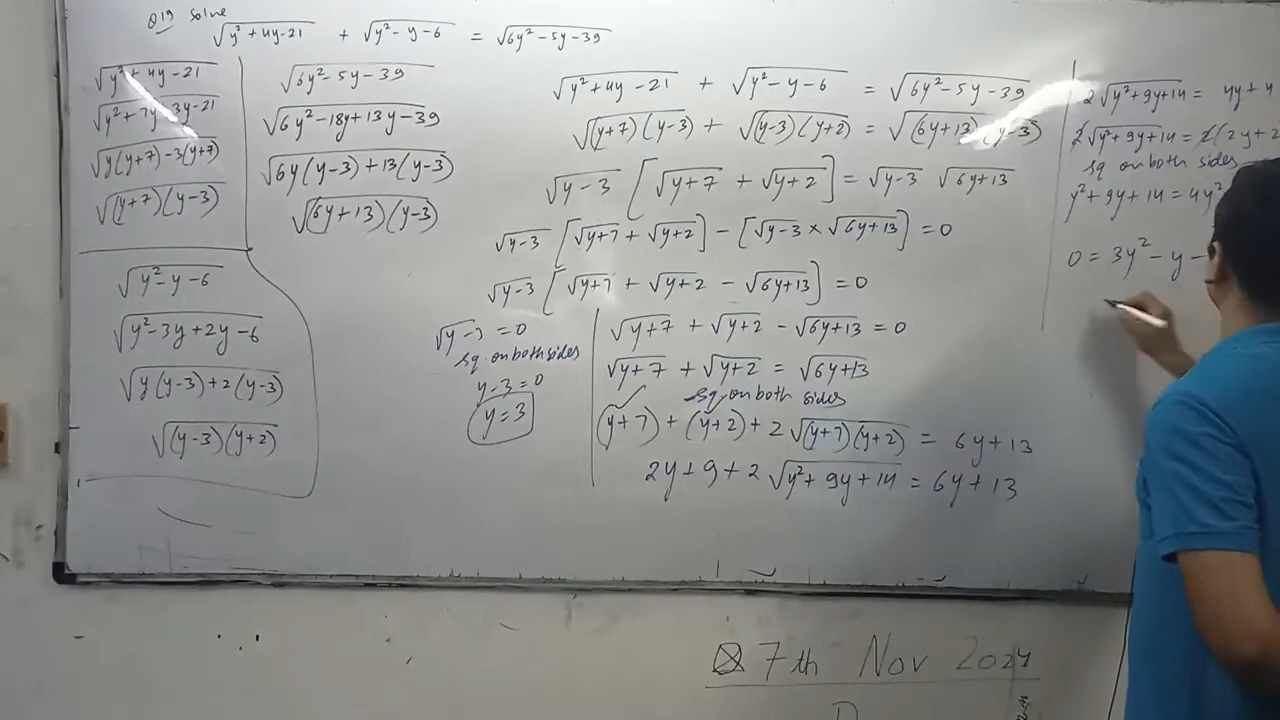 Q19 solve
√(y² + 4y - 21) + √(y² - y - 6) = √(6y² - 5y - 39)
√(y² + 4y - 21)
√(y² + 7y - 3y - 21)
√(y(y+7) - 3(y+7))
√((y+7)(y-3))
√(y² - y - 6)
√(y² - 3y + 2y - 6)
√(y(y-3) + 2(y-3))
√((y-3)(y+2))
√(6y² - 5y - 39)
√(6y² - 18y + 13y - 39)
√(6y(y-3) + 13(y-3))
√((6y+13)(y-3))
√(y² + 4y - 21) + √(y² - y - 6) = √(6y² - 5y - 39)
√((y+7)(y-3)) + √((y-3)(y+2)) = √((6y+13)(y-3))
√(y-3) [√(y+7) + √(y+2)] = √(y-3) √(6y+13)
√(y-3) [√(y+7) + √(y+2)] - [√(y-3) × √(6y+13)] = 0
√(y-3) [√(y+7) + √(y+2) - √(6y+13)] = 0
√(y-3) = 0
sq. on both sides
y-3 = 0
y = 3
√(y+7) + √(y+2) - √(6y+13) = 0
√(y+7) + √(y+2) = √(6y+13)
sq. on both sides
(y+7) + (y+2) + 2√((y+7)(y+2)) = 6y+13
2y + 9 + 2√(y² + 9y + 14) = 6y + 13
2√(y² + 9y + 14) = 4y + 4
2√(y² + 9y + 14) = 2(2y + 2
sq on both sides
y² + 9y + 14 = 4y²
0 = 3y² - y -
7th Nov 2024